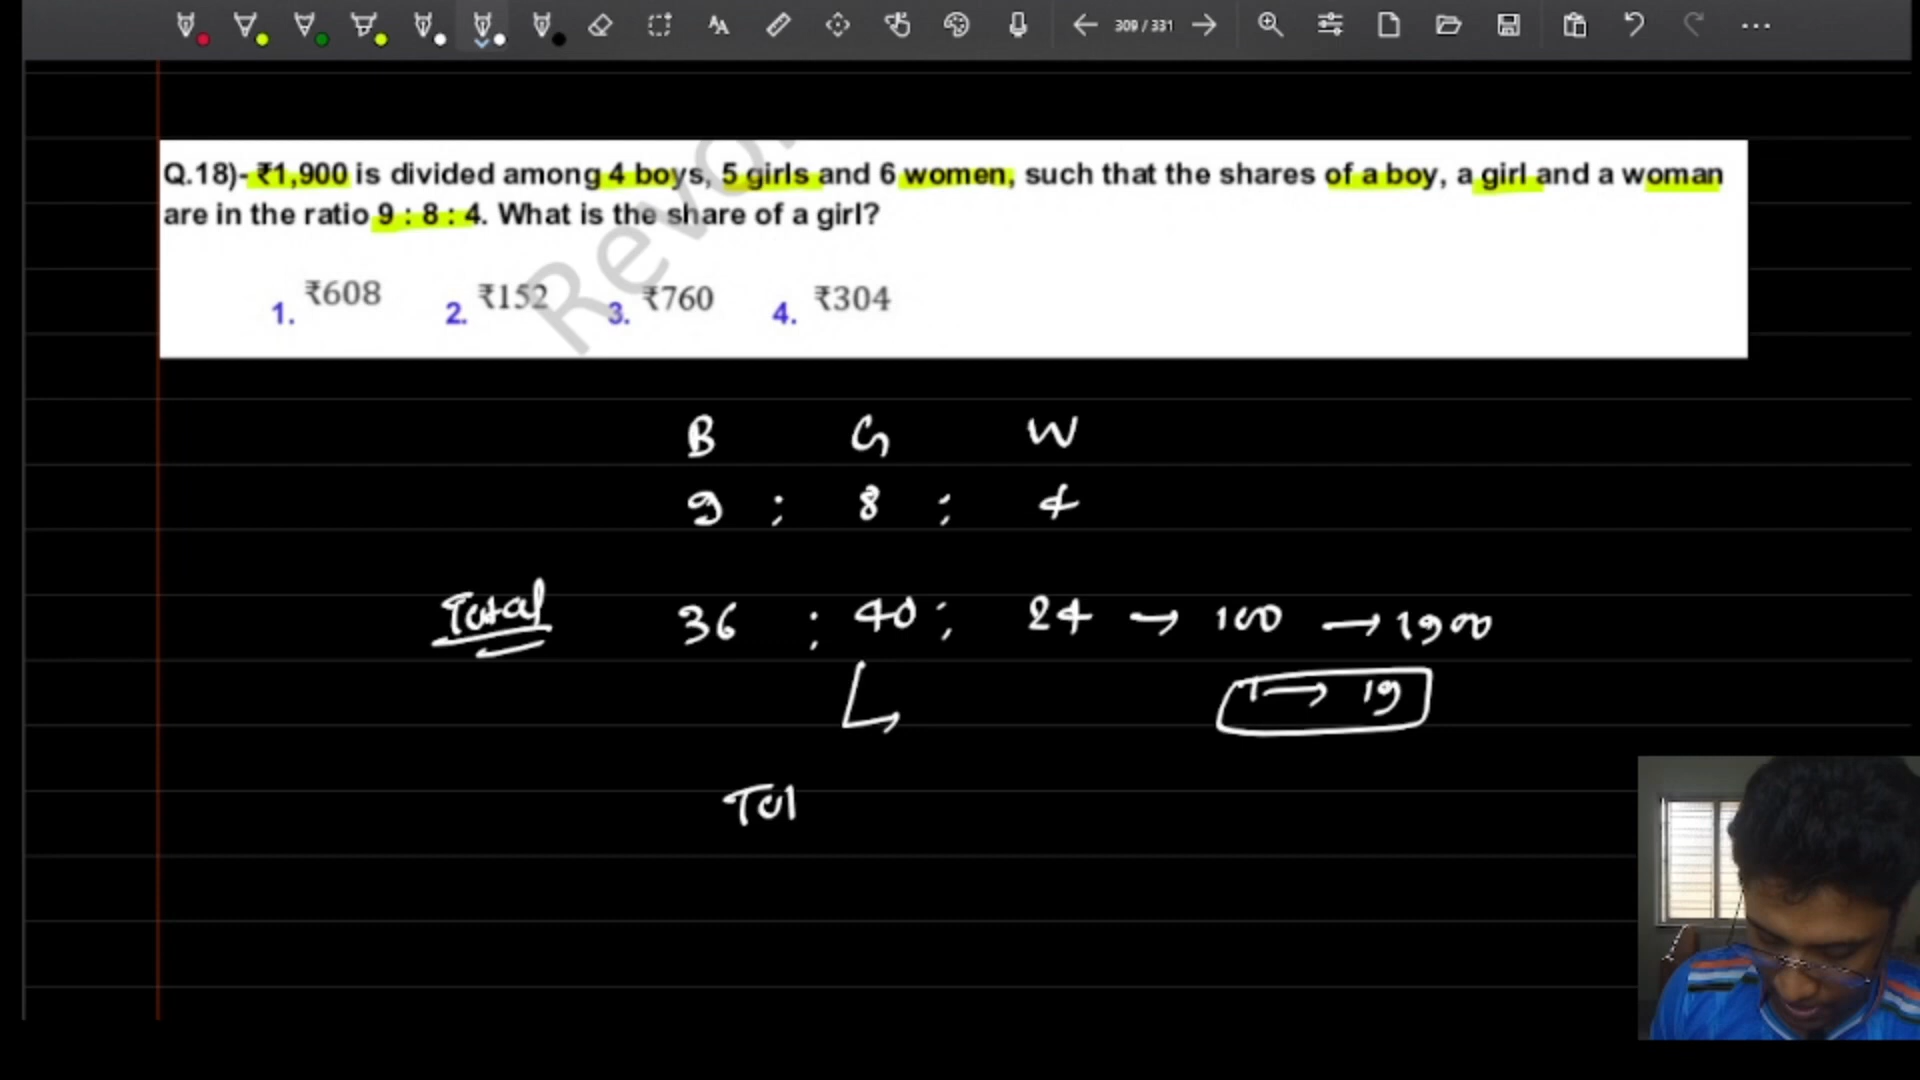 309 / 331
Q.18)- ₹1,900 is divided among 4 boys, 5 girls and 6 women, such that the shares of a boy, a girl and a woman
are in the ratio 9 : 8 : 4. What is the share of a girl?
1. ₹608 2. ₹152 3. ₹760 4. ₹304
Revo
B G W
9 : 8 : 4
Total 36 : 40 : 24 → 100 → 1900
1 → 19
Tot